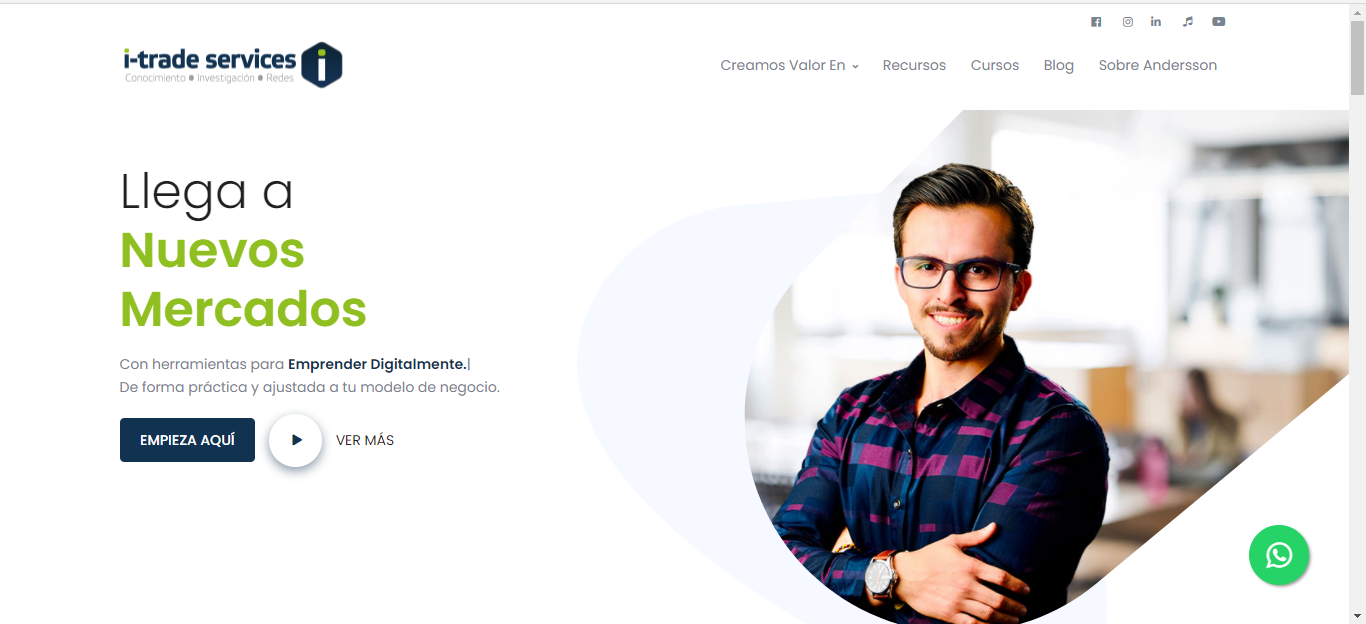 i-trade services
Conocimiento • Investigación • Redes
Creamos Valor En
Recursos
Cursos
Blog
Sobre Andersson
Llega a
Nuevos
Mercados
Con herramientas para Emprender Digitalmente.|
De forma práctica y ajustada a tu modelo de negocio.
EMPIEZA AQUÍ
VER MÁS